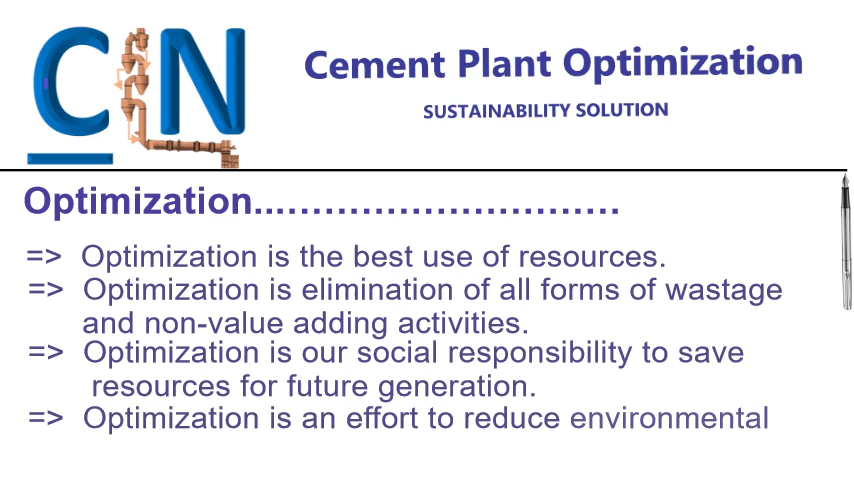 C N
Cement Plant Optimization
SUSTAINABILITY SOLUTION
Optimization...…………………………
=> Optimization is the best use of resources.
=> Optimization is elimination of all forms of wastage
and non-value adding activities.
=> Optimization is our social responsibility to save
resources for future generation.
=> Optimization is an effort to reduce environmental